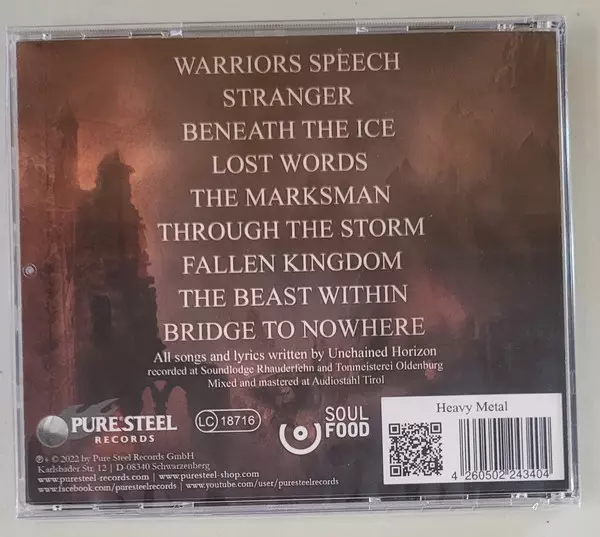 WARRIORS SPEECH
STRANGER
BENEATH THE ICE
LOST WORDS
THE MARKSMAN
THROUGH THE STORM
FALLEN KINGDOM
THE BEAST WITHIN
BRIDGE TO NOWHERE
All songs and lyrics written by Unchained Horizon
recorded at Soundlodge Rhauderfehn and Tonmeisterei Oldenburg
Mixed and mastered at Audiostahl Tirol
PURE STEEL
RECORDS
LC 18716
SOUL
FOOD
Heavy Metal
4 260502 243404
℗ + © 2022 by Pure Steel Records GmbH
Karlsbader Str. 12 | D-08340 Schwarzenberg
www.puresteel-records.com | www.puresteel-shop.com
www.facebook.com/puresteelrecords | www.youtube.com/user/puresteelrecords